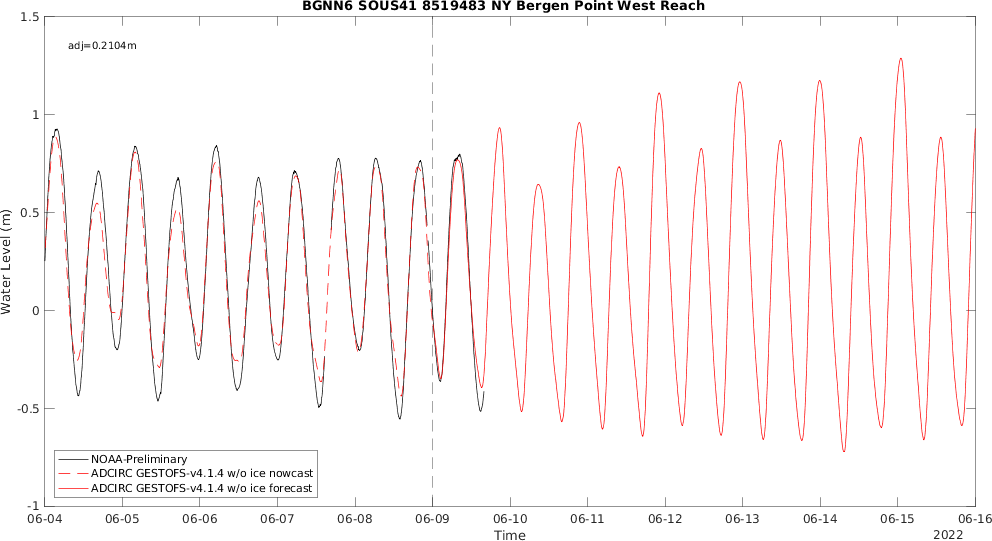 BGNN6 SOUS41 8519483 NY Bergen Point West Reach
1.5
adj=0.2104m
1
0.5
Water Level (m)
0
-0.5
NOAA-Preliminary
ADCIRC GESTOFS-v4.1.4 w/o ice nowcast
ADCIRC GESTOFS-v4.1.4 w/o ice forecast
-1
06-04 06-05 06-06 06-07 06-08 06-09 06-10 06-11 06-12 06-13 06-14 06-15 06-16
Time
2022